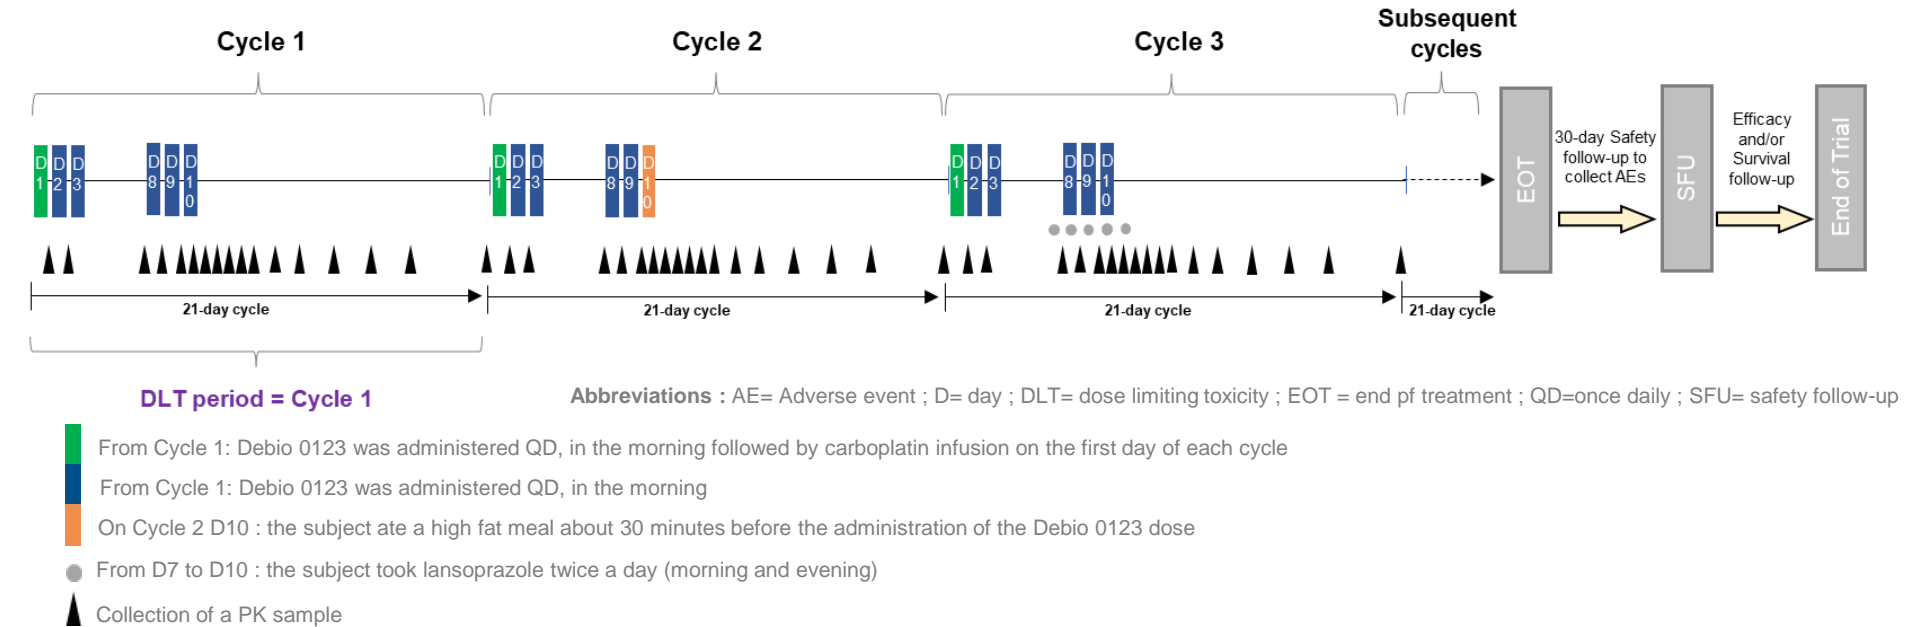 Cycle 1
Cycle 2
Cycle 3
Subsequent
cycles
D1
D2
D3
D8
D9
D10
D1
D2
D3
D8
D9
D10
D1
D2
D3
D8
D9
D10
EOT
30-day Safety
follow-up to
collect AEs
SFU
Efficacy
and/or
Survival
follow-up
End of Trial
21-day cycle
21-day cycle
21-day cycle
21-day cycle
DLT period = Cycle 1
Abbreviations : AE= Adverse event ; D= day ; DLT= dose limiting toxicity ; EOT = end pf treatment ; QD=once daily ; SFU= safety follow-up
From Cycle 1: Debio 0123 was administered QD, in the morning followed by carboplatin infusion on the first day of each cycle
From Cycle 1: Debio 0123 was administered QD, in the morning
On Cycle 2 D10 : the subject ate a high fat meal about 30 minutes before the administration of the Debio 0123 dose
From D7 to D10 : the subject took lansoprazole twice a day (morning and evening)
Collection of a PK sample